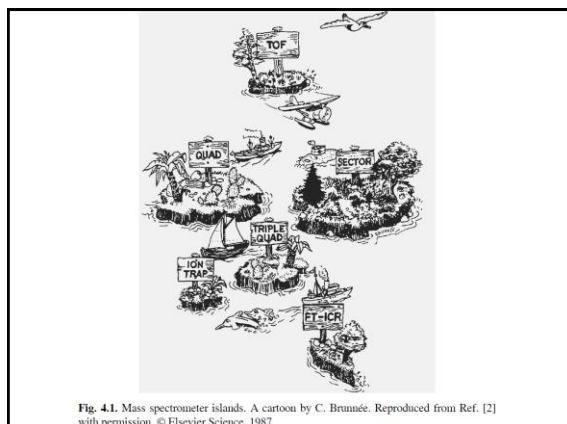 TOF
QUAD
SECTOR
TRIPLE
QUAD
ION
TRAP
FT-ICR
Fig. 4.1. Mass spectrometer islands. A cartoon by C. Brunnée. Reproduced from Ref. [2]
with permission. © Elsevier Science, 1987.